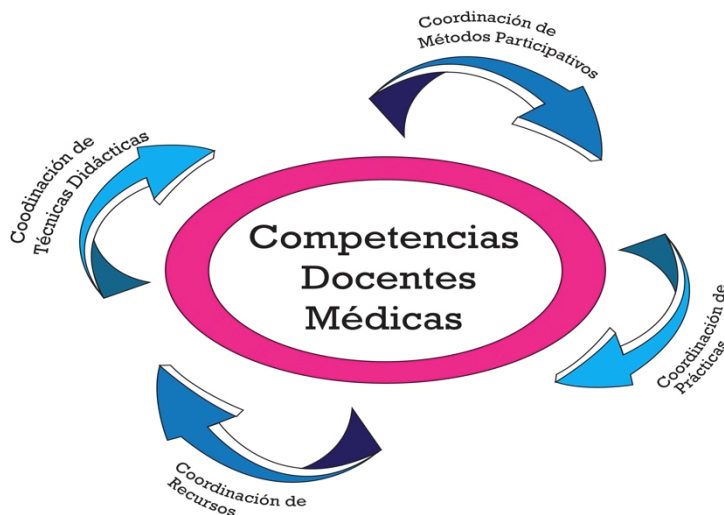 Coordinación de
Métodos Participativos
Coodinación de
Técnicas Didácticas
Competencias
Docentes
Médicas
Coordinación de
Prácticas
Coordinación de
Recursos